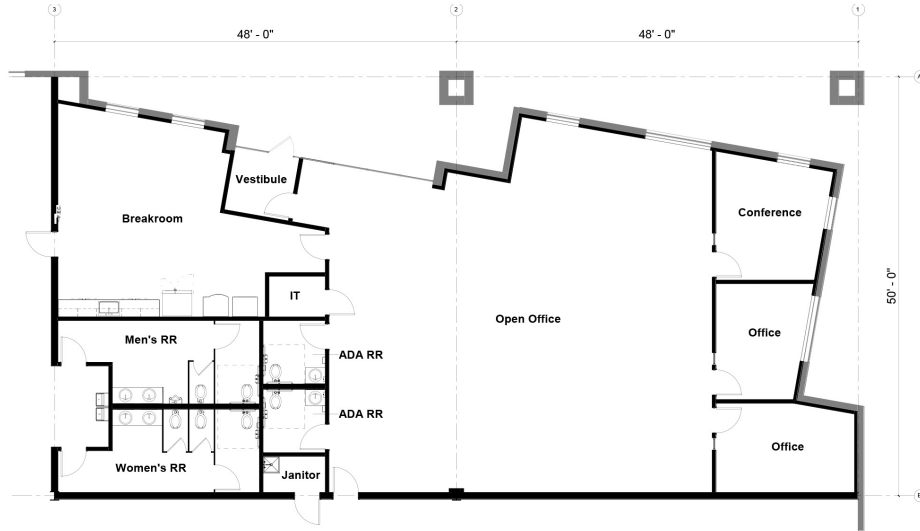 3
2
1
48' - 0"
48' - 0"
A
Vestibule
Breakroom
Conference
IT
50' - 0"
Open Office
Office
Men's RR
ADA RR
ADA RR
Office
Women's RR
Janitor
B